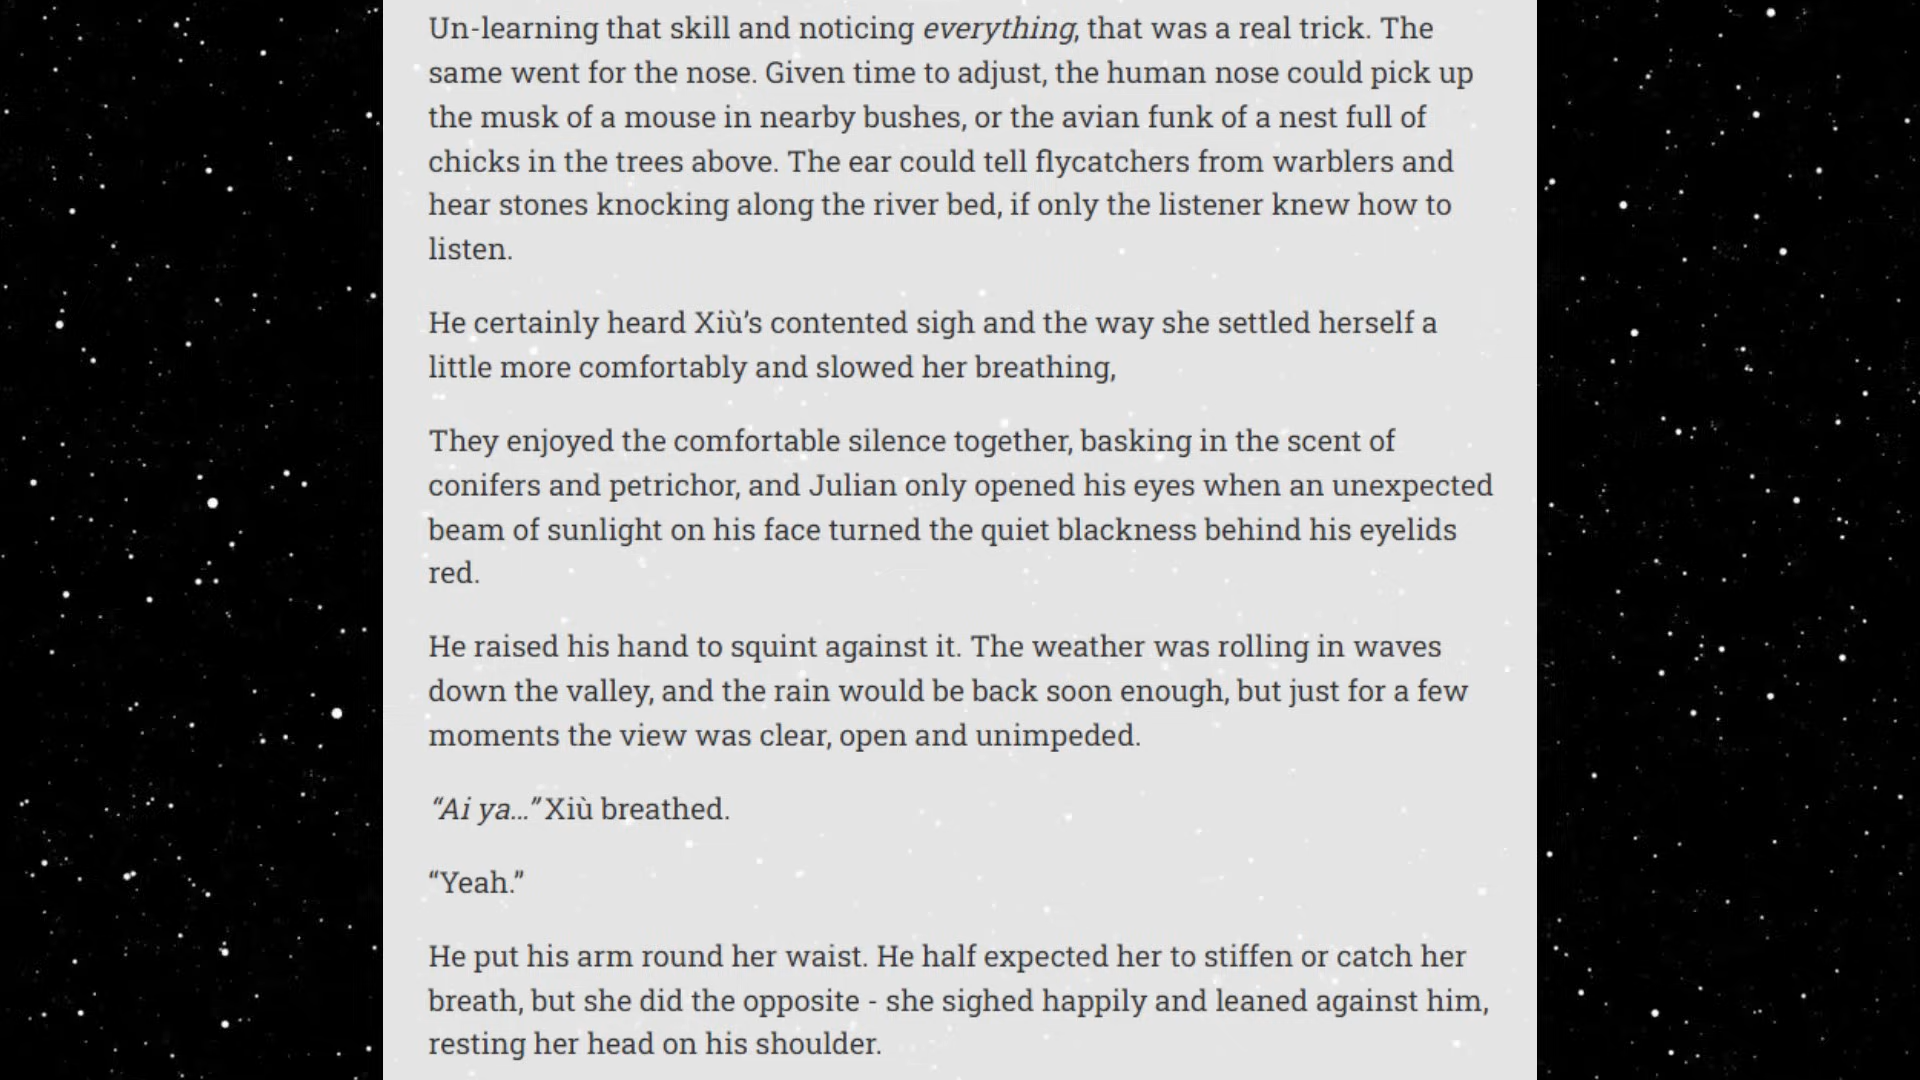 Un-learning that skill and noticing everything, that was a real trick. The
same went for the nose. Given time to adjust, the human nose could pick up
the musk of a mouse in nearby bushes, or the avian funk of a nest full of
chicks in the trees above. The ear could tell flycatchers from warblers and
hear stones knocking along the river bed, if only the listener knew how to
listen.
He certainly heard Xiù’s contented sigh and the way she settled herself a
little more comfortably and slowed her breathing,
They enjoyed the comfortable silence together, basking in the scent of
conifers and petrichor, and Julian only opened his eyes when an unexpected
beam of sunlight on his face turned the quiet blackness behind his eyelids
red.
He raised his hand to squint against it. The weather was rolling in waves
down the valley, and the rain would be back soon enough, but just for a few
moments the view was clear, open and unimpeded.
“Ai ya…” Xiù breathed.
“Yeah.”
He put his arm round her waist. He half expected her to stiffen or catch her
breath, but she did the opposite - she sighed happily and leaned against him,
resting her head on his shoulder.